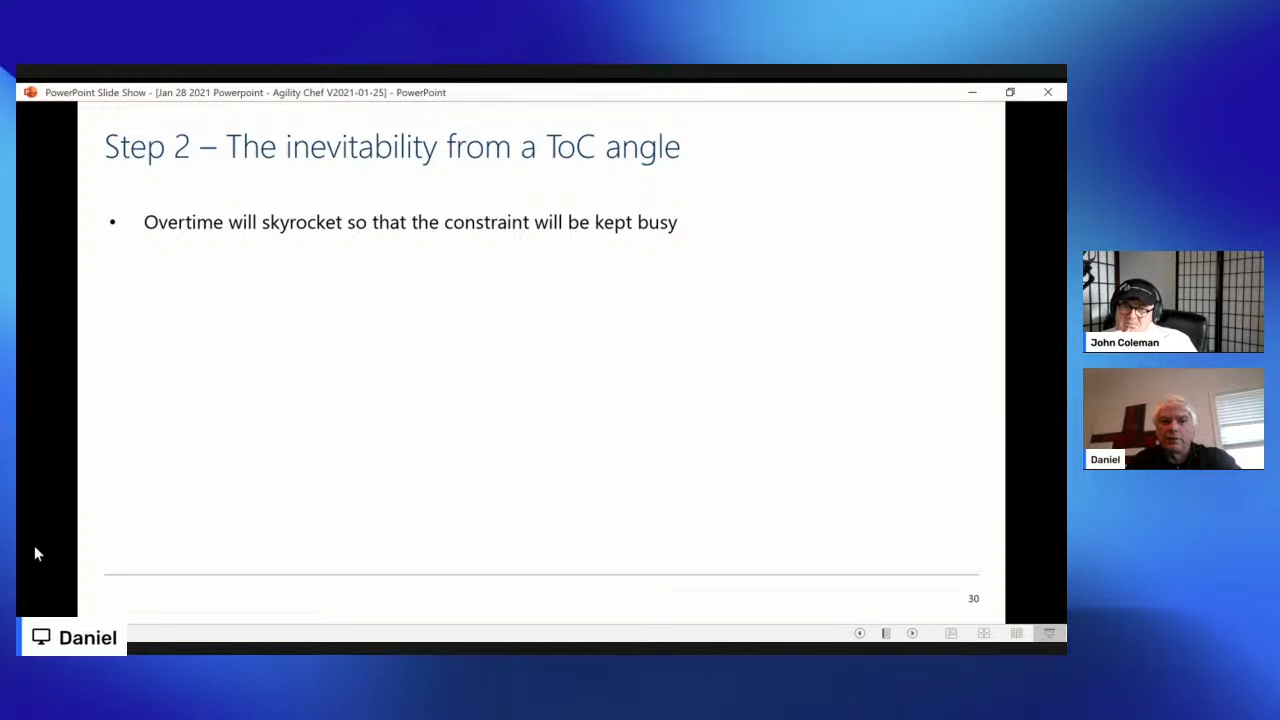 PowerPoint Slide Show - [Jan 28 2021 Powerpoint - Agility Chef V2021-01-25] - PowerPoint
Step 2 – The inevitability from a ToC angle
• Overtime will skyrocket so that the constraint will be kept busy
John Coleman
Daniel
30
Daniel